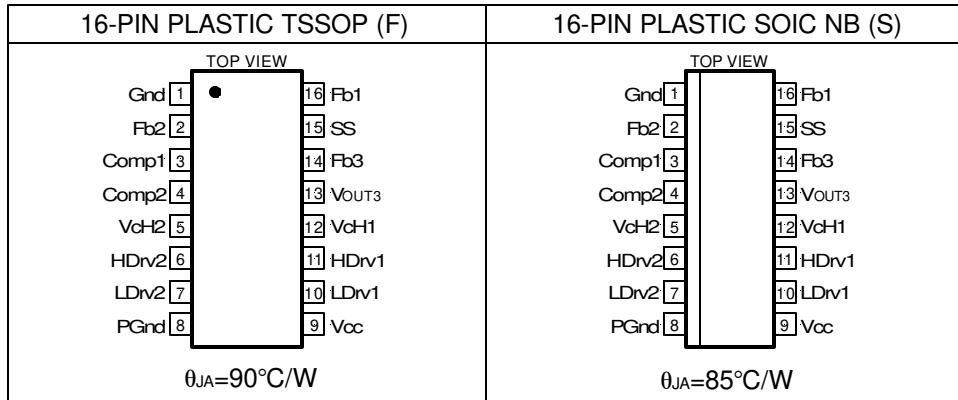 16-PIN PLASTIC TSSOP (F)
TOP VIEW
Gnd 1 16 Fb1
Fb2 2 15 SS
Comp1 3 14 Fb3
Comp2 4 13 VOUT3
VcH2 5 12 VcH1
HDrv2 6 11 HDrv1
LDrv2 7 10 LDrv1
PGnd 8 9 Vcc
θJA=90°C/W
16-PIN PLASTIC SOIC NB (S)
TOP VIEW
Gnd 1 16 Fb1
Fb2 2 15 SS
Comp1 3 14 Fb3
Comp2 4 13 VOUT3
VcH2 5 12 VcH1
HDrv2 6 11 HDrv1
LDrv2 7 10 LDrv1
PGnd 8 9 Vcc
θJA=85°C/W